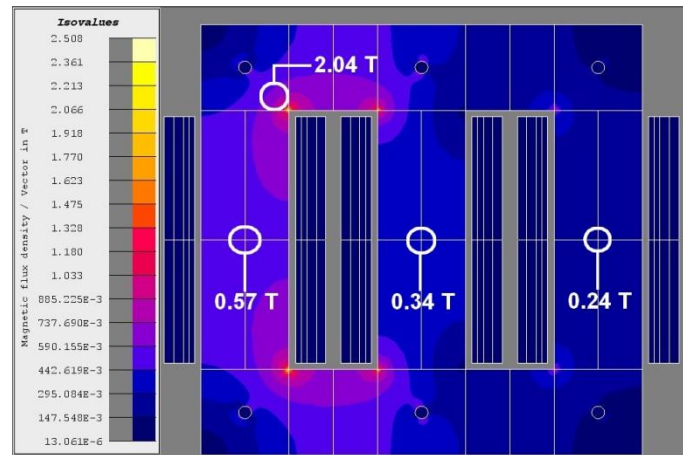 Isovalues
2.508
2.361
2.213
2.066
1.918
1.770
1.623
1.475
1.328
1.180
1.033
885.225E-3
737.690E-3
590.155E-3
442.619E-3
295.084E-3
147.548E-3
13.061E-6
Magnetic flux density / Vector in T
2.04 T
0.57 T
0.34 T
0.24 T